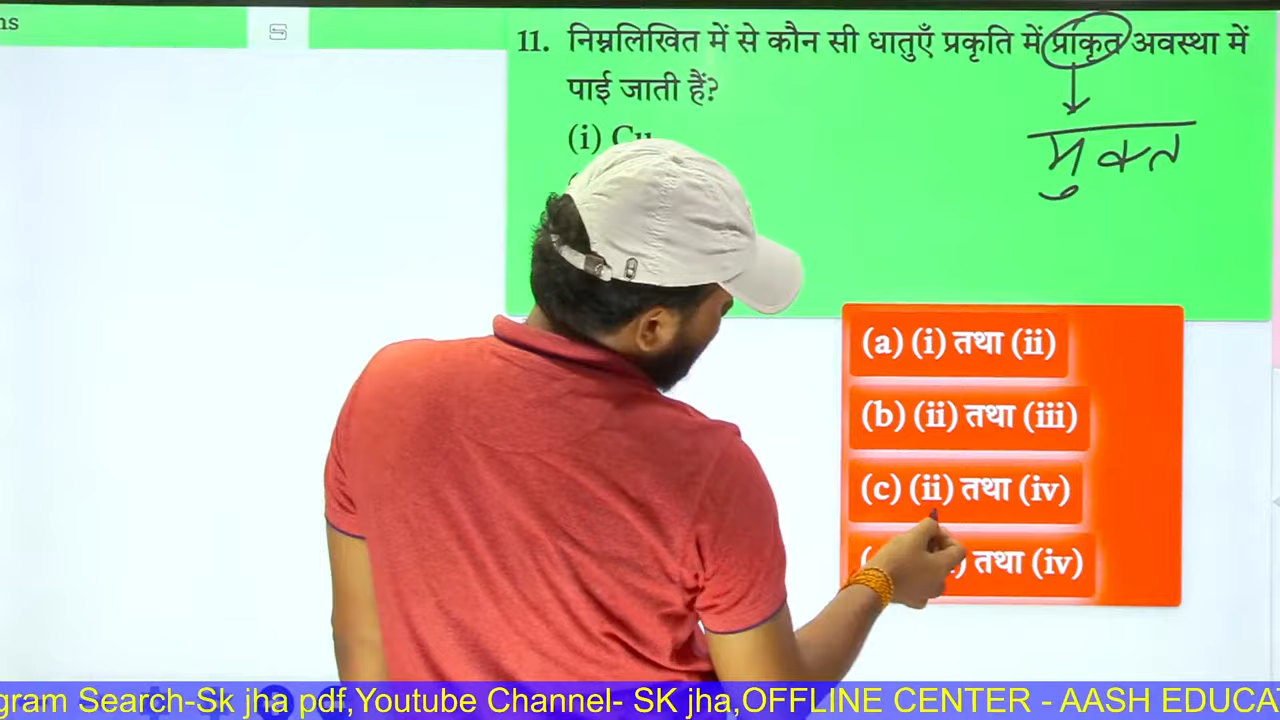 ns
11. निम्नलिखित में से कौन सी धातुएँ प्रकृति में प्राकृत अवस्था में
पाई जाती हैं?
मुक्त
(i) Cu
(a) (i) तथा (ii)
(b) (ii) तथा (iii)
(c) (ii) तथा (iv)
तथा (iv)
gram Search-Sk jha pdf,Youtube Channel- SK jha,OFFLINE CENTER - AASH EDUCA